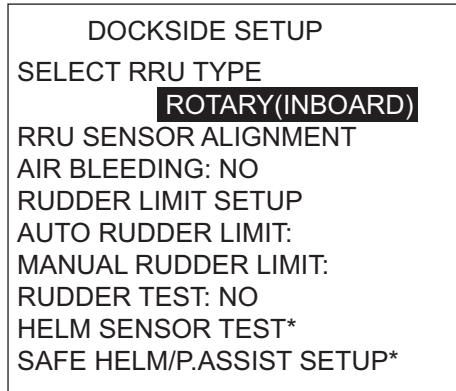 DOCKSIDE SETUP
SELECT RRU TYPE
ROTARY(INBOARD)
RRU SENSOR ALIGNMENT
AIR BLEEDING: NO
RUDDER LIMIT SETUP
AUTO RUDDER LIMIT:
MANUAL RUDDER LIMIT:
RUDDER TEST: NO
HELM SENSOR TEST*
SAFE HELM/P.ASSIST SETUP*